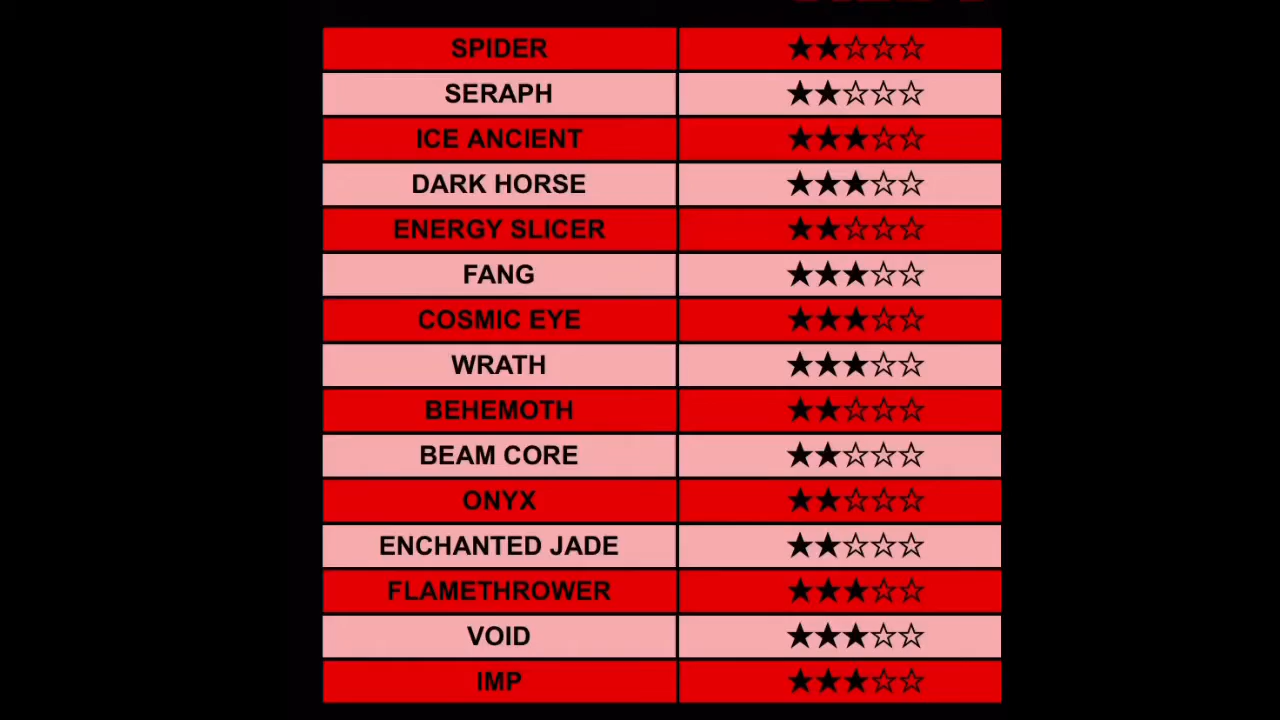 SPIDER ★★☆☆☆
SERAPH ★★☆☆☆
ICE ANCIENT ★★★☆☆
DARK HORSE ★★★☆☆
ENERGY SLICER ★★☆☆☆
FANG ★★★☆☆
COSMIC EYE ★★★☆☆
WRATH ★★★☆☆
BEHEMOTH ★★☆☆☆
BEAM CORE ★★☆☆☆
ONYX ★★☆☆☆
ENCHANTED JADE ★★☆☆☆
FLAMETHROWER ★★★☆☆
VOID ★★★☆☆
IMP ★★★☆☆